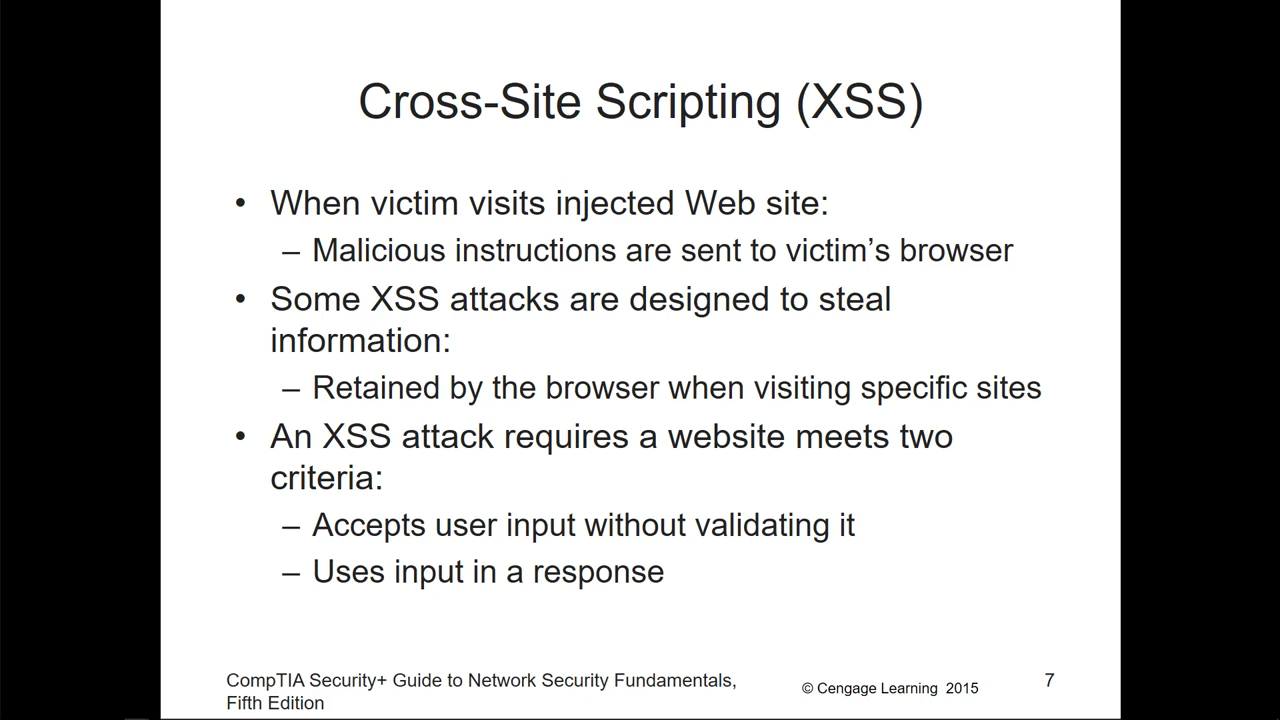 Cross-Site Scripting (XSS)
• When victim visits injected Web site:
– Malicious instructions are sent to victim’s browser
• Some XSS attacks are designed to steal
information:
– Retained by the browser when visiting specific sites
• An XSS attack requires a website meets two
criteria:
– Accepts user input without validating it
– Uses input in a response
CompTIA Security+ Guide to Network Security Fundamentals,
Fifth Edition
© Cengage Learning 2015
7